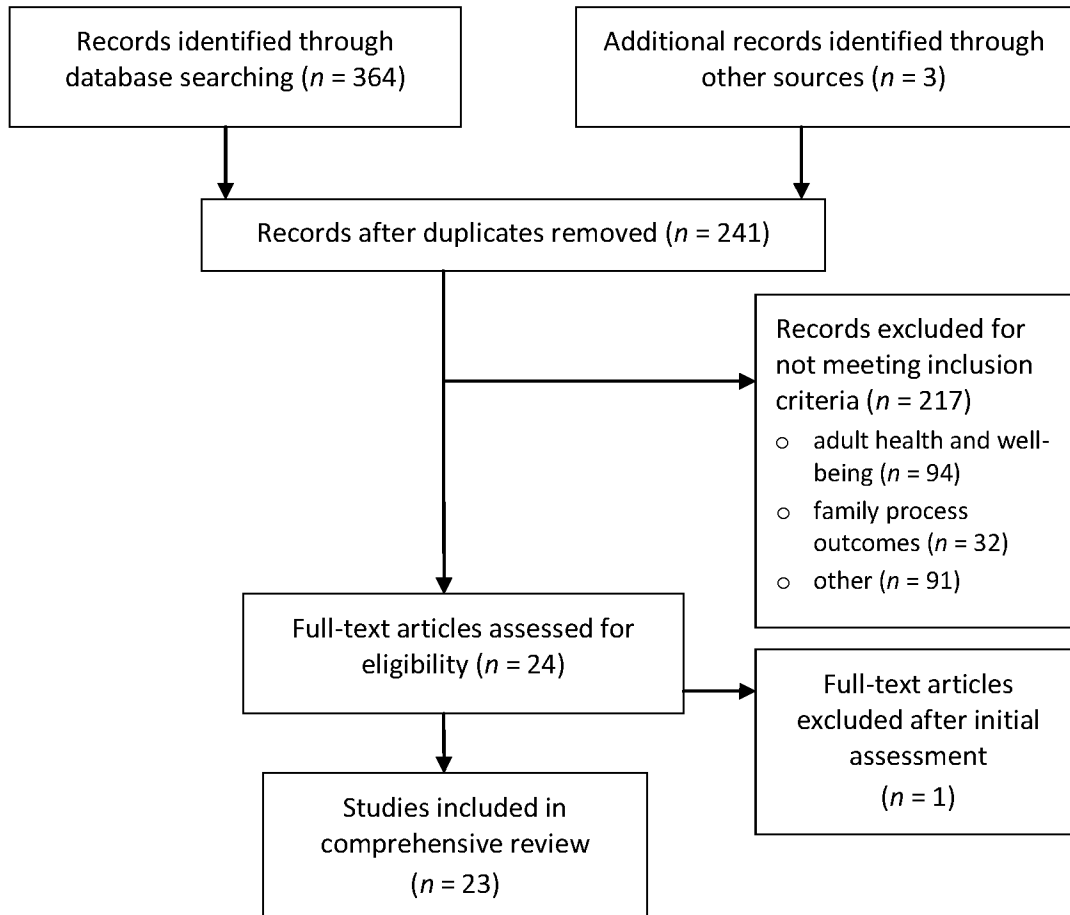 Records identified through
database searching (n = 364)
Additional records identified through
other sources (n = 3)
Records after duplicates removed (n = 241)
Records excluded for
not meeting inclusion
criteria (n = 217)
o adult health and well-
being (n = 94)
o family process
outcomes (n = 32)
o other (n = 91)
Full-text articles assessed for
eligibility (n = 24)
Full-text articles
excluded after initial
assessment
(n = 1)
Studies included in
comprehensive review
(n = 23)